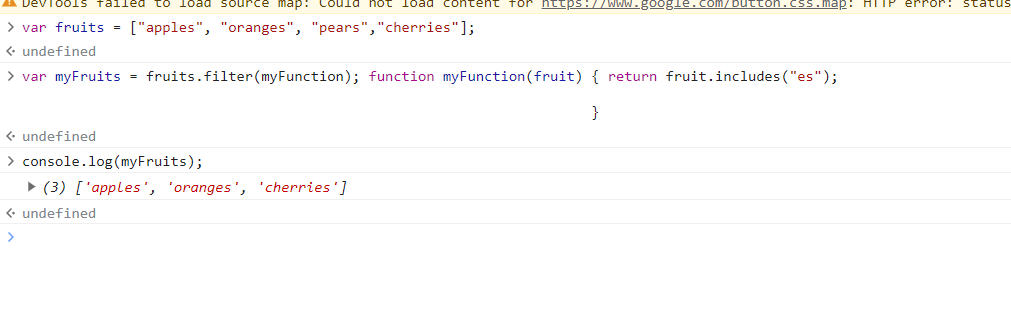 DevTools failed to load source map: Could not load content for https://www.google.com/button.css.map: HTTP error: status
> var fruits = ["apples", "oranges", "pears","cherries"];
undefined
> var myFruits = fruits.filter(myFunction); function myFunction(fruit) { return fruit.includes("es");
}
undefined
> console.log(myFruits);
(3) ['apples', 'oranges', 'cherries']
undefined
>